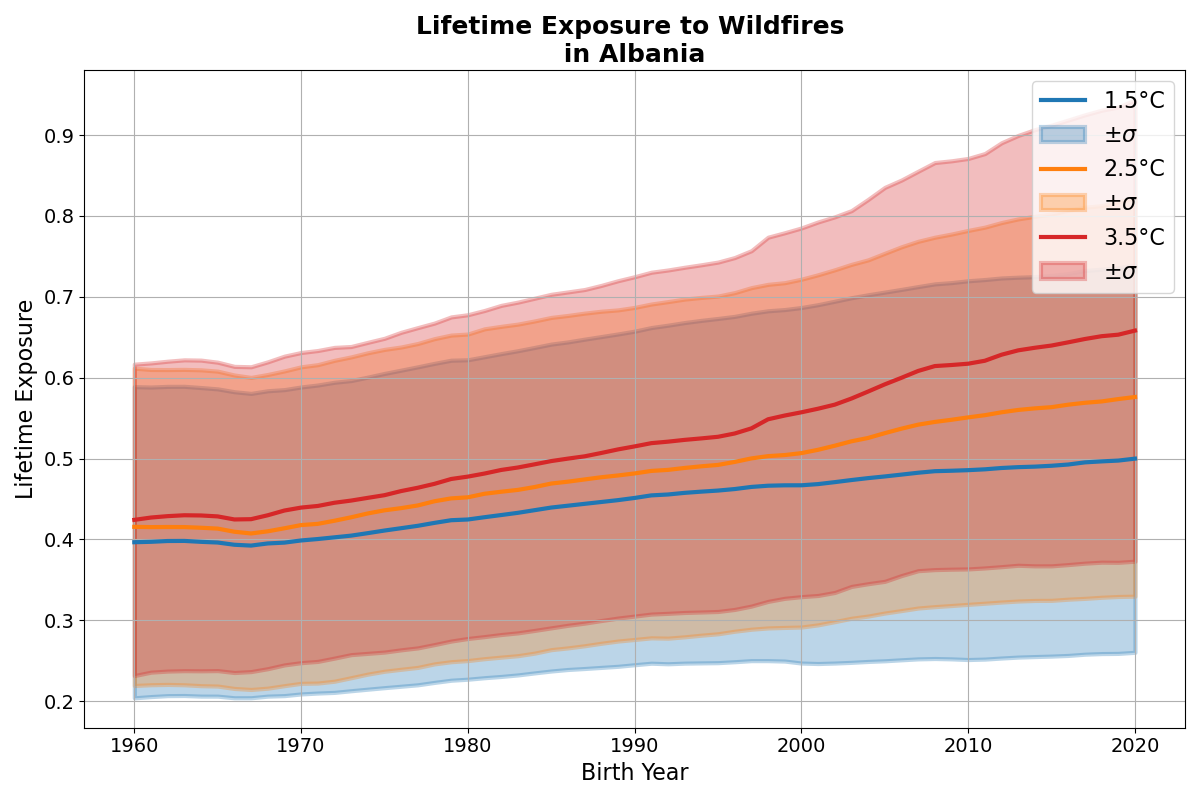 Lifetime Exposure to Wildfires
in Albania
1.5°C
±σ
2.5°C
±σ
3.5°C
±σ
Lifetime Exposure
0.9
0.8
0.7
0.6
0.5
0.4
0.3
0.2
1960 1970 1980 1990 2000 2010 2020
Birth Year